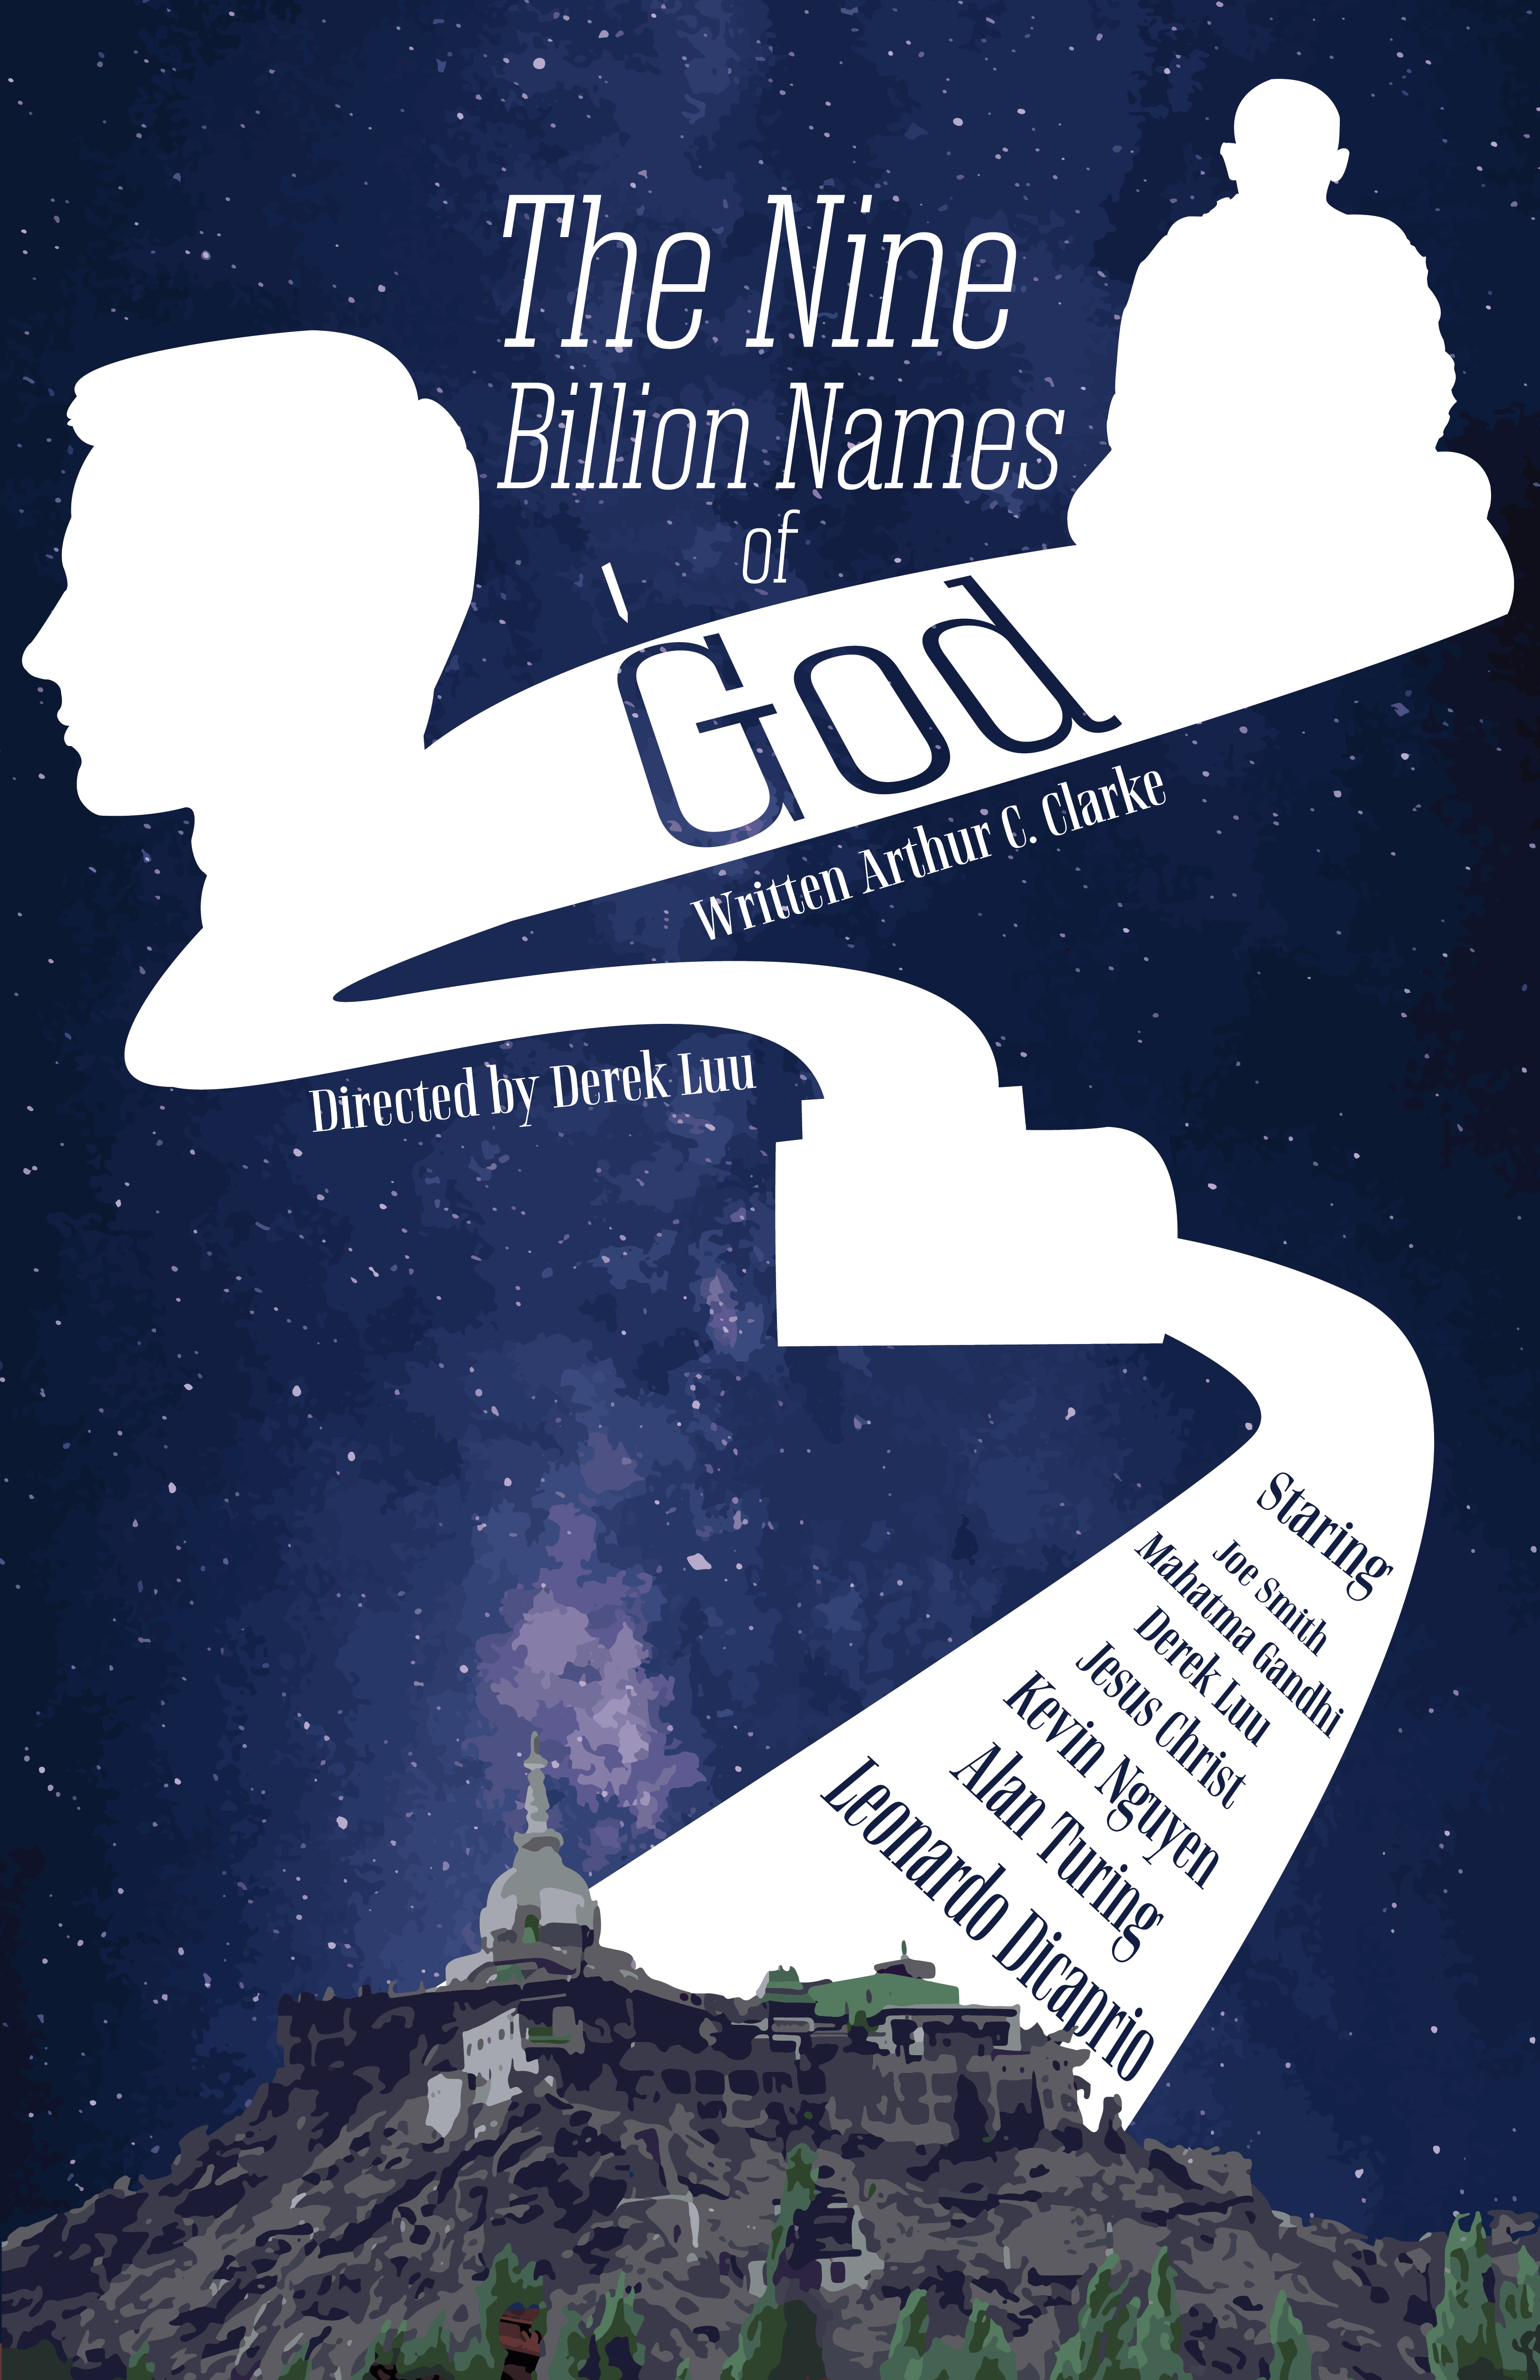 The Nine
Billion Names
of
God
Written Arthur C. Clarke
Directed by Derek Luu
Staring
Joe Smith
Mahatma Gandhi
Derek Luu
Jesus Christ
Kevin Nguyen
Alan Turing
Leonardo Dicaprio